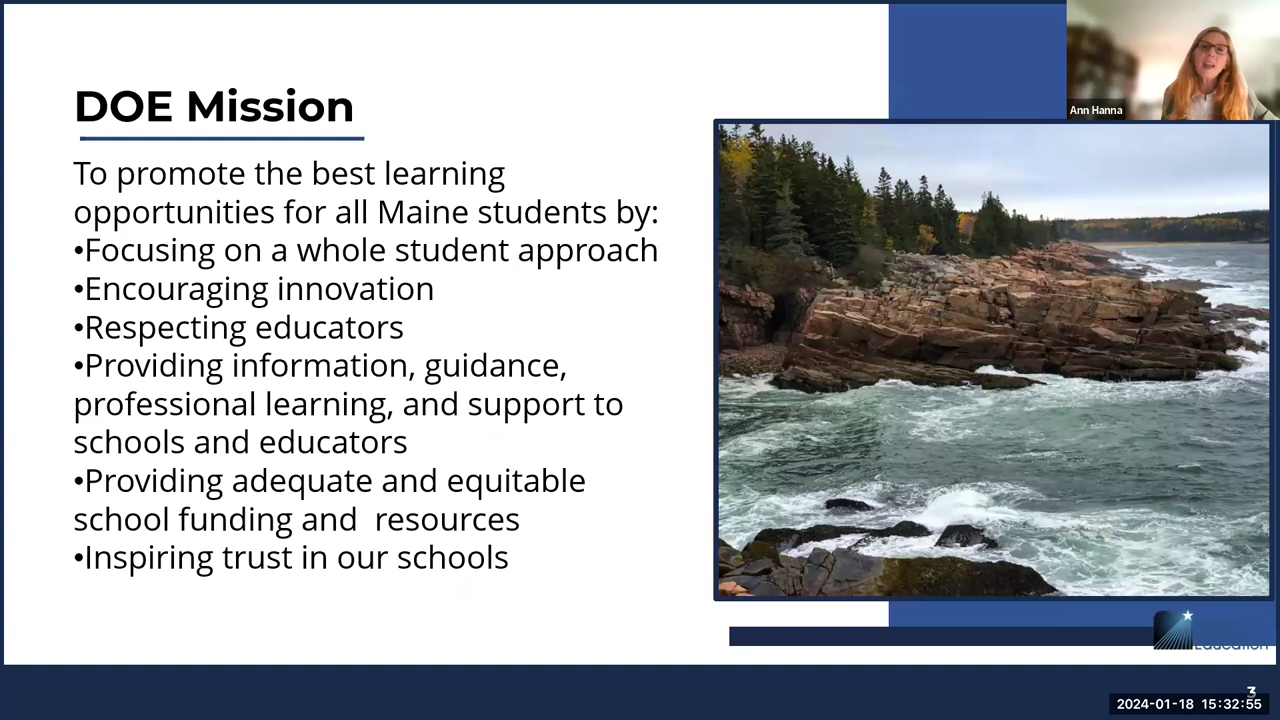 Ann Hanna
DOE Mission
To promote the best learning
opportunities for all Maine students by:
•Focusing on a whole student approach
•Encouraging innovation
•Respecting educators
•Providing information, guidance,
professional learning, and support to
schools and educators
•Providing adequate and equitable
school funding and  resources
•Inspiring trust in our schools
Education
3
2024-01-18 15:32:55